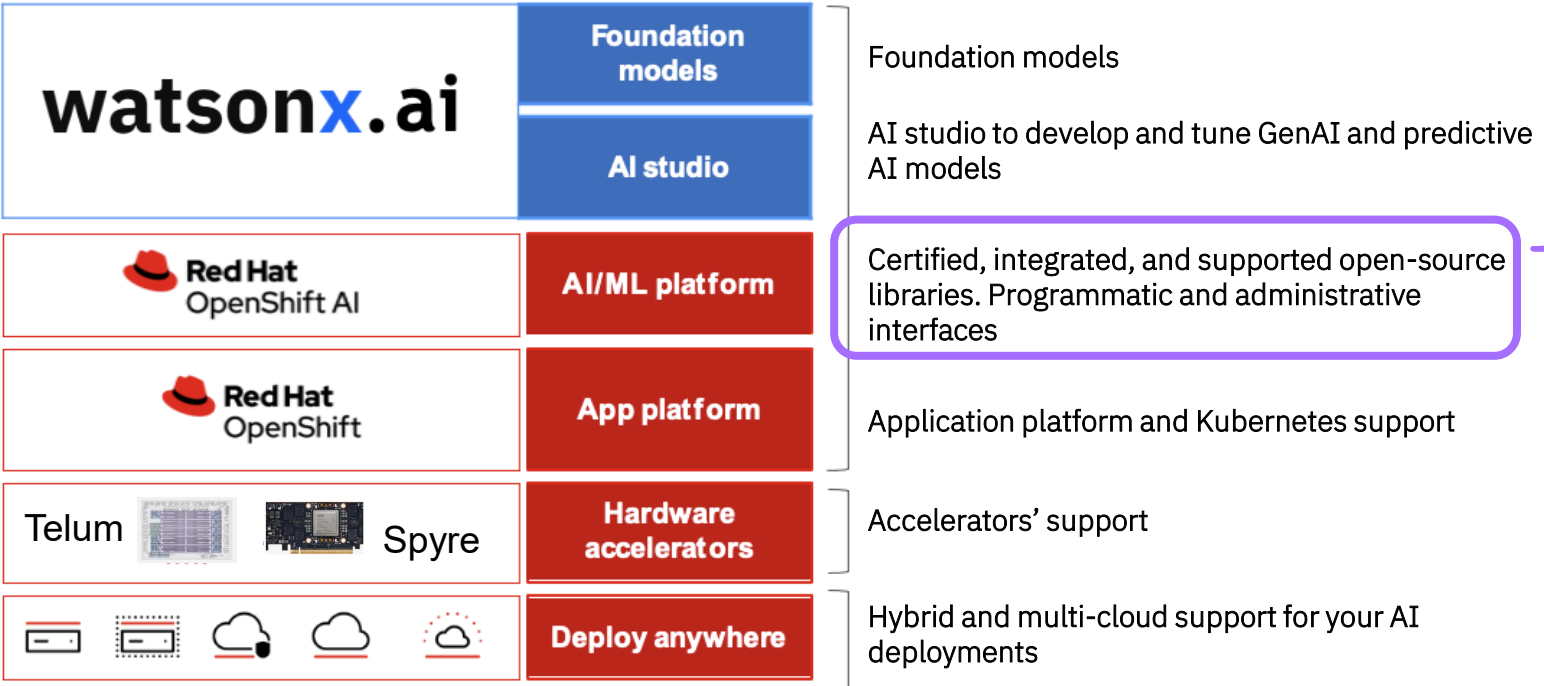 watsonx.ai
Foundation
models
AI studio
Foundation models
AI studio to develop and tune GenAI and predictive
AI models
Red Hat
OpenShift AI
AI/ML platform
Certified, integrated, and supported open-source
libraries. Programmatic and administrative
interfaces
Red Hat
OpenShift
App platform
Application platform and Kubernetes support
Telum
Spyre
Hardware
accelerators
Accelerators’ support
Deploy anywhere
Hybrid and multi-cloud support for your AI
deployments